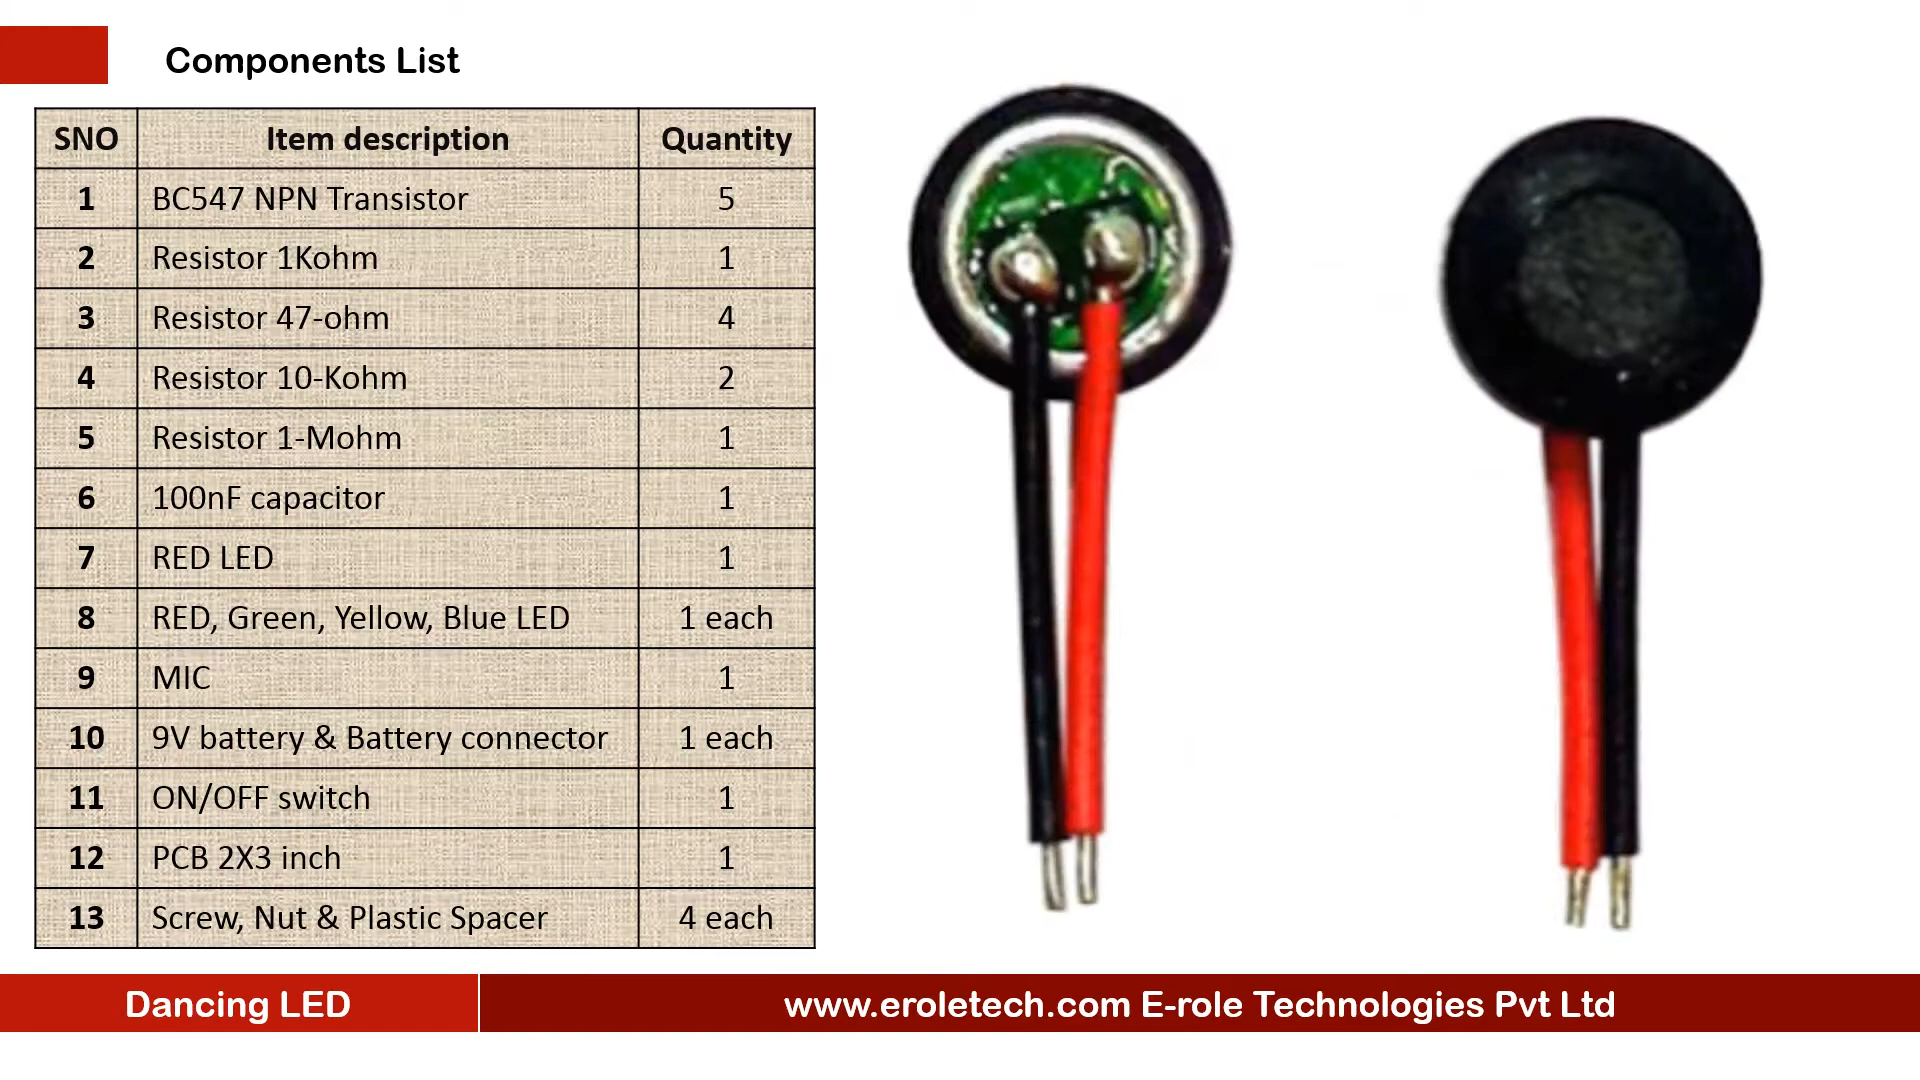 Components List
SNO Item description Quantity
1 BC547 NPN Transistor 5
2 Resistor 1Kohm 1
3 Resistor 47-ohm 4
4 Resistor 10-Kohm 2
5 Resistor 1-Mohm 1
6 100nF capacitor 1
7 RED LED 1
8 RED, Green, Yellow, Blue LED 1 each
9 MIC 1
10 9V battery & Battery connector 1 each
11 ON/OFF switch 1
12 PCB 2X3 inch 1
13 Screw, Nut & Plastic Spacer 4 each
Dancing LED www.eroletech.com E-role Technologies Pvt Ltd